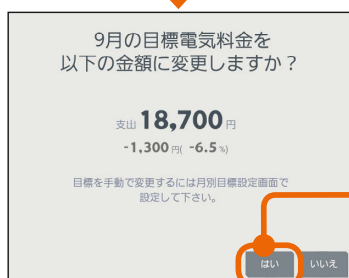 9月の目標電気料金を
以下の金額に変更しますか？
支出 18,700 円
-1,300 円( -6.5 %)
目標を手動で変更するには月別目標設定画面で
設定して下さい。
はい いいえ